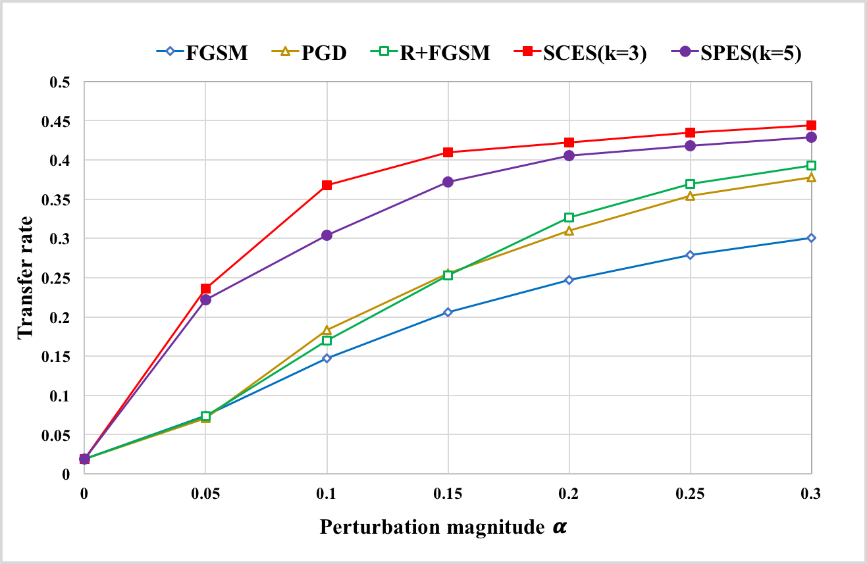 FGSM PGD R+FGSM SCES(k=3) SPES(k=5)
0.5
0.45
0.4
0.35
0.3
0.25
0.2
0.15
0.1
0.05
0
Transfer rate
0 0.05 0.1 0.15 0.2 0.25 0.3
Perturbation magnitude α